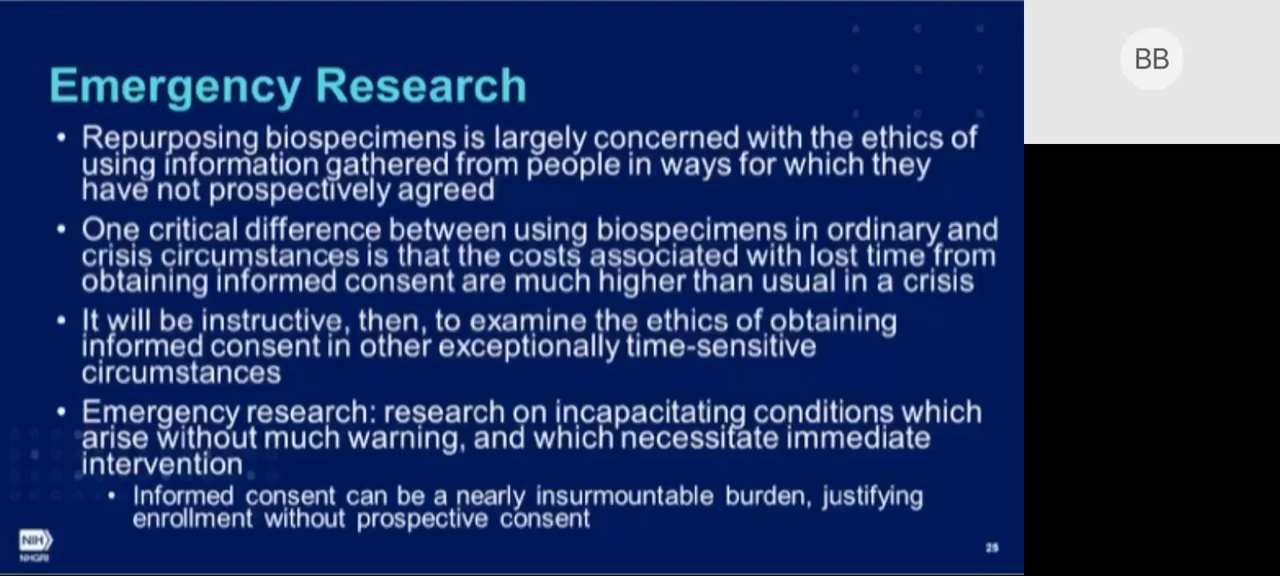 Emergency Research
• Repurposing biospecimens is largely concerned with the ethics of
using information gathered from people in ways for which they
have not prospectively agreed
• One critical difference between using biospecimens in ordinary and
crisis circumstances is that the costs associated with lost time from
obtaining informed consent are much higher than usual in a crisis
• It will be instructive, then, to examine the ethics of obtaining
informed consent in other exceptionally time-sensitive
circumstances
• Emergency research: research on incapacitating conditions which
arise without much warning, and which necessitate immediate
intervention
• Informed consent can be a nearly insurmountable burden, justifying
enrollment without prospective consent
NIH
NHGRI
25
BB